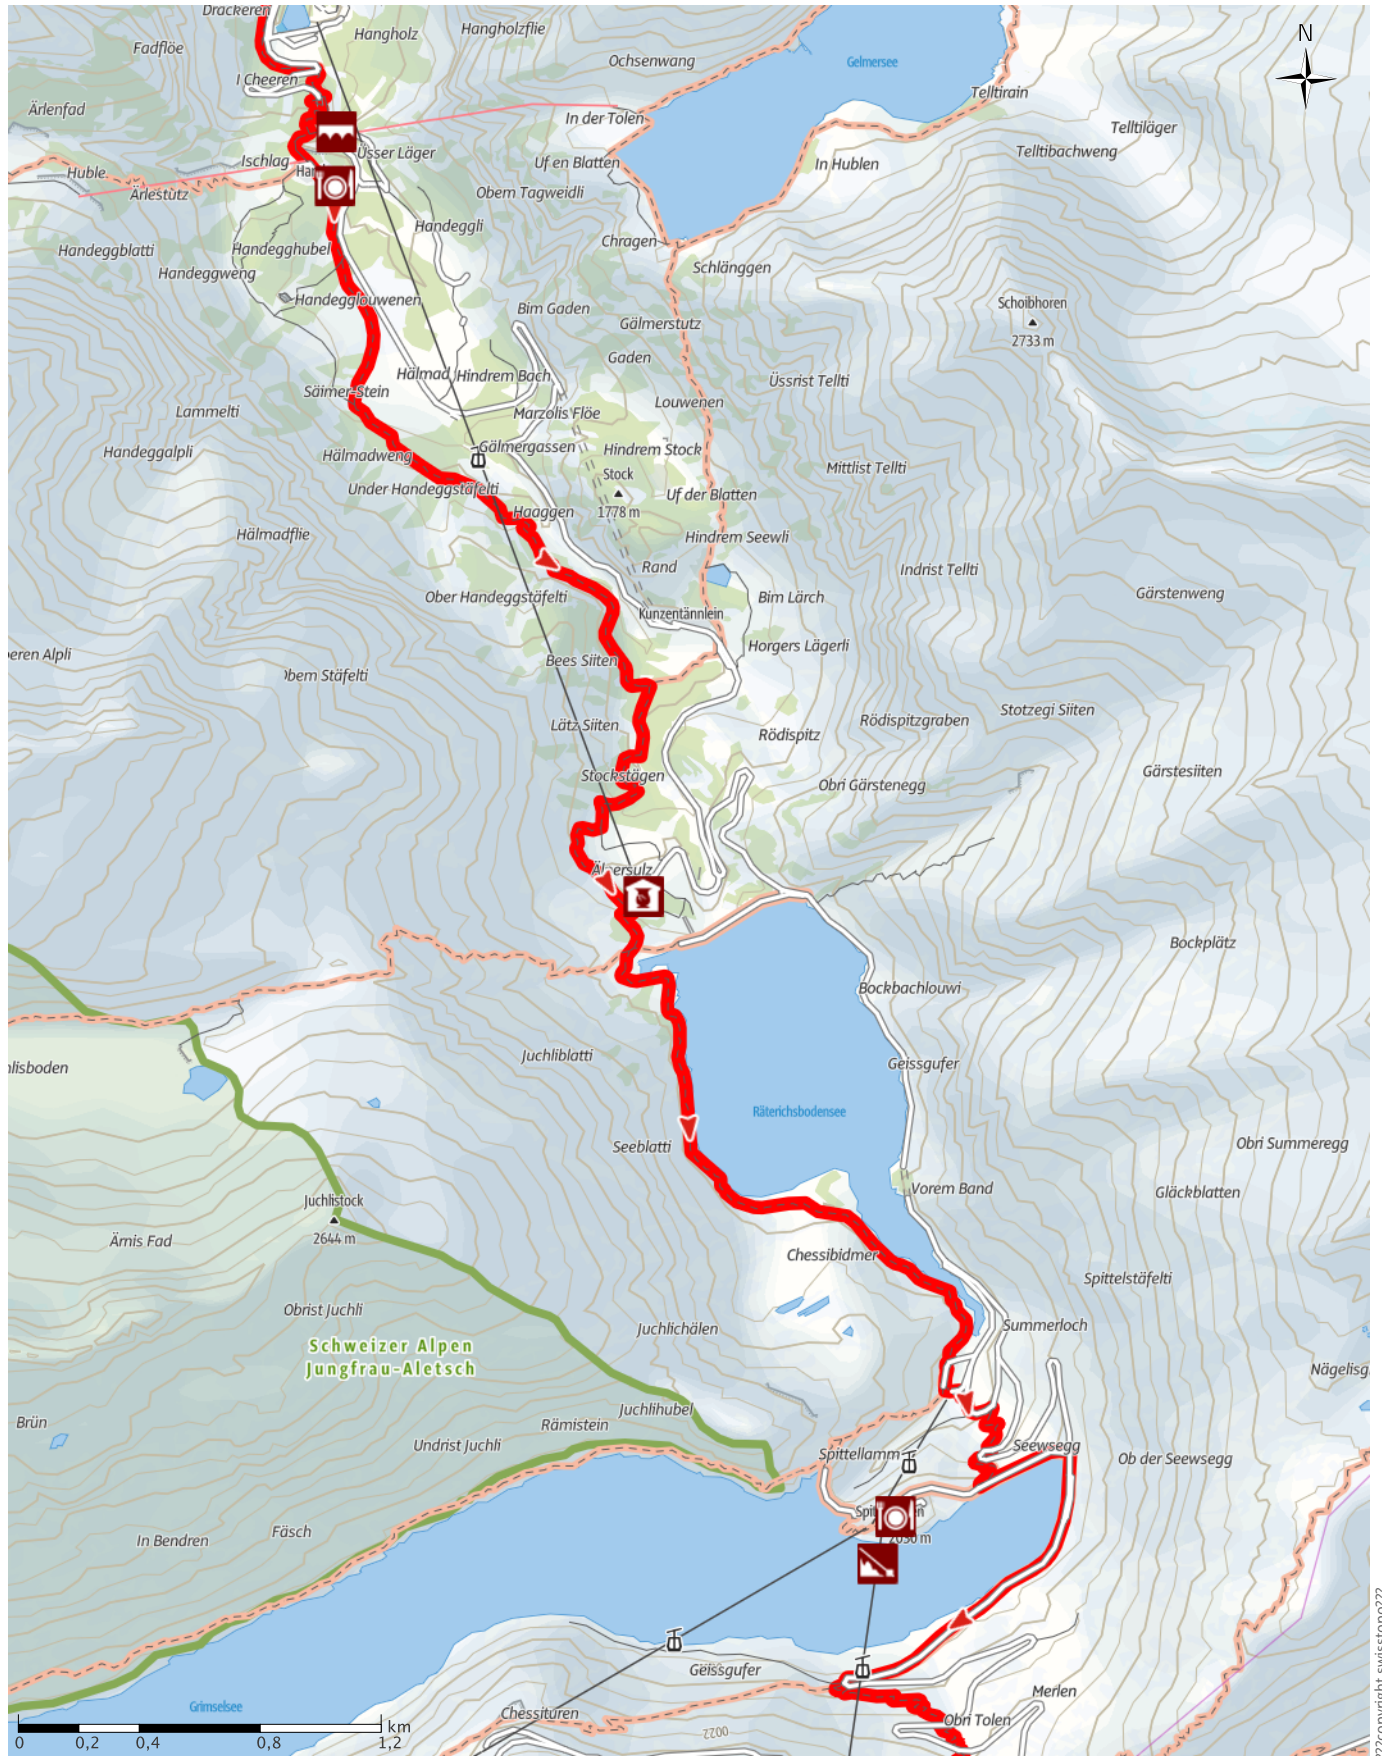 Drackeren
Hangholz
Hangholzflie
Fadflöe
Ochsenwang
Gelmersee
N
I Cheeren
Telltirain
Ärlenfad
In der Tolen
Telltiläger
Üsser Läger
Telltibachweng
Ischlag
Uf en Blatten
In Hublen
Huble
Ärlestutz
Obem Tagweidli
Handeggli
Handeggblatti
Handegghubel
Chragen
Handeggweng
Schlänggen
Handegglouwenen
Bim Gaden
Schoibhoren
2733 m
Gälmerstutz
Gaden
Hälmad
Hindrem Bach
Üssrist Tellti
Säimer-Stein
Louwenen
Lammelti
Marzolis Flöe
Handeggalpli
Hälmadweng
Gälmergassen
Hindrem Stock
Mittlist Tellti
Stock
1778 m
Under Handeggstäfelti
Uf der Blatten
Haaggen
Hälmadflie
Hindrem Seewli
Rand
Indrist Tellti
Ober Handeggstäfelti
Bim Lärch
Gärstenweng
Kunzentännlein
Horgers Lägerli
eren Alpli
Bees Siiten
bem Stäfelti
Stotzegi Siiten
Lätz Siiten
Rödispitzgraben
Rödispitz
Stockstägen
Obri Gärstenegg
Gärstesiiten
Bockplätz
Bockbachlouwi
Juchliblatti
Geissgufer
hlisboden
Räterichsbodensee
Seeblatti
Obri Summeregg
Vorem Band
Gläckblatten
Juchlistock
2644 m
Ärnis Fad
Chessibidmer
Spittelstäfelti
Obrist Juchli
Juchlichälen
Summerloch
Schweizer Alpen
Jungfrau-Aletsch
Nägelisg
Juchlihubel
Brün
Rämistein
Undrist Juchli
Spittellamm
Seewsegg
Ob der Seewsegg
In Bendren
Fäsch
Geissgufer
Merlen
Grimselsee
Chessituren
Obri Tolen
2200
km
0 0,2 0,4 0,8 1,2
???copyright swisstopo???